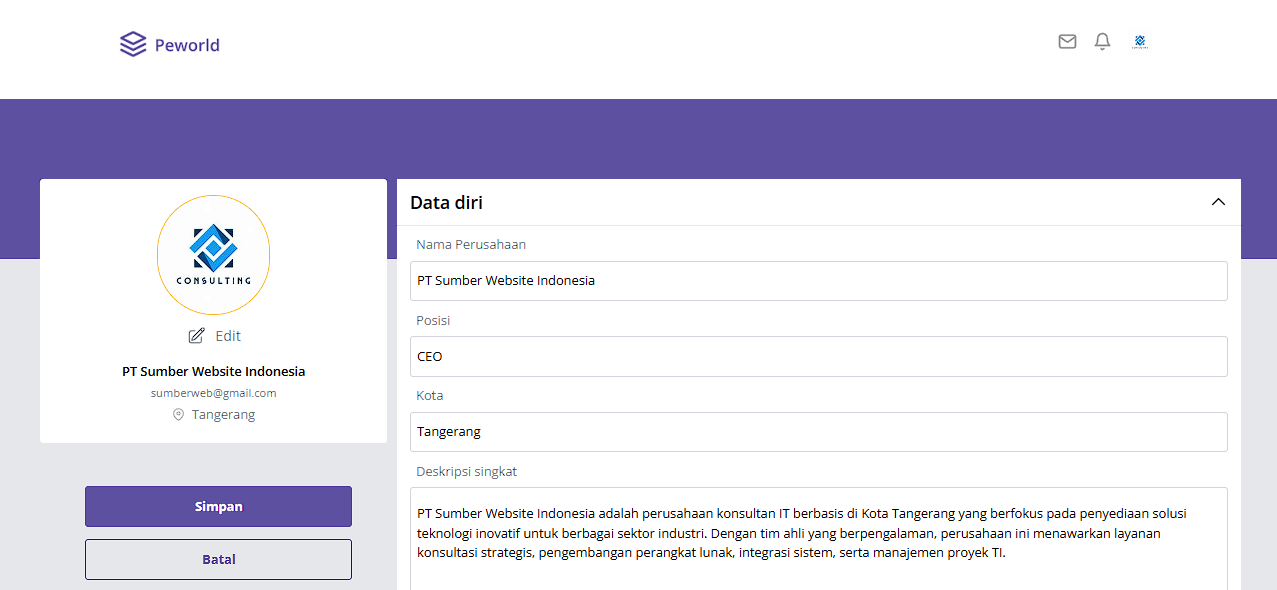 Peworld
CONSULTING
Edit
PT Sumber Website Indonesia
sumberweb@gmail.com
Tangerang
Simpan
Batal
Data diri
Nama Perusahaan
PT Sumber Website Indonesia
Posisi
CEO
Kota
Tangerang
Deskripsi singkat
PT Sumber Website Indonesia adalah perusahaan konsultan IT berbasis di Kota Tangerang yang berfokus pada penyediaan solusi
teknologi inovatif untuk berbagai sektor industri. Dengan tim ahli yang berpengalaman, perusahaan ini menawarkan layanan
konsultasi strategis, pengembangan perangkat lunak, integrasi sistem, serta manajemen proyek TI.